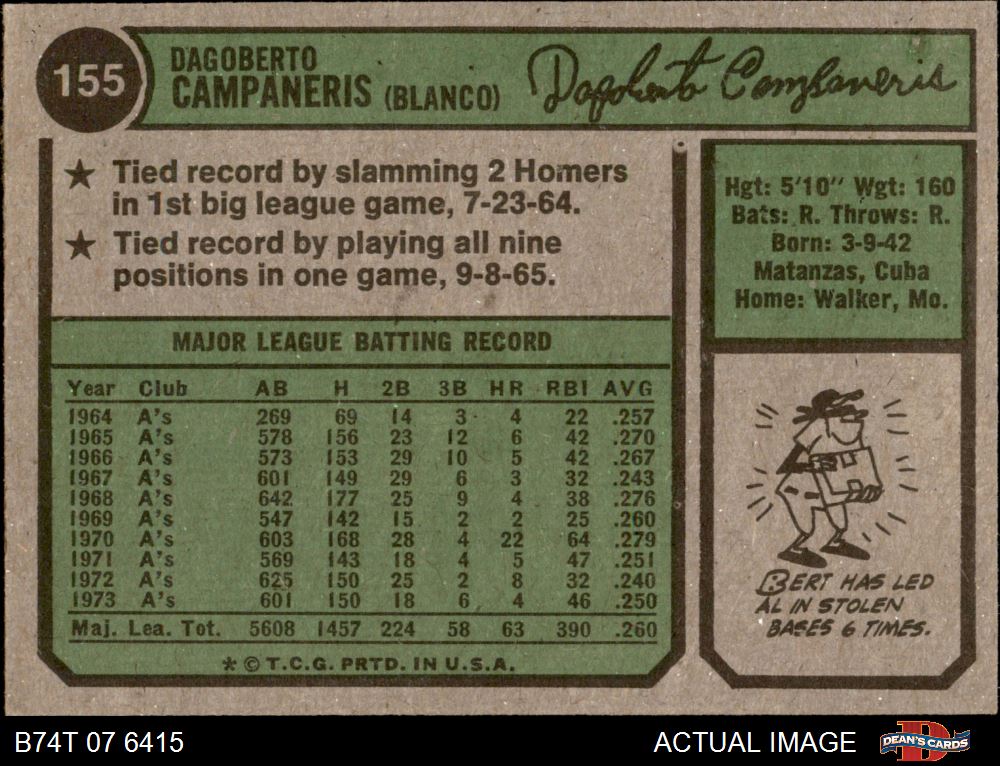 155
DAGOBERTO
CAMPANERIS (BLANCO)
Dagoberto Campaneris
★ Tied record by slamming 2 Homers
in 1st big league game, 7-23-64.
★ Tied record by playing all nine
positions in one game, 9-8-65.
Hgt: 5'10" Wgt: 160
Bats: R. Throws: R.
Born: 3-9-42
Matanzas, Cuba
Home: Walker, Mo.
MAJOR LEAGUE BATTING RECORD
Year Club AB H 2B 3B HR RBI AVG
1964 A's 269 69 14 3 4 22 .257
1965 A's 578 156 23 12 6 42 .270
1966 A's 573 153 29 10 5 42 .267
1967 A's 601 149 29 6 3 32 .243
1968 A's 642 177 25 9 4 38 .276
1969 A's 547 142 15 2 2 25 .260
1970 A's 603 168 28 4 22 64 .279
1971 A's 569 143 18 4 5 47 .251
1972 A's 625 150 25 2 8 32 .240
1973 A's 601 150 18 6 4 46 .250
Maj. Lea. Tot. 5608 1457 224 58 63 390 .260
* © T.C.G. PRTD. IN U.S.A.
BERT HAS LED
AL IN STOLEN
BASES 6 TIMES.
B74T 07 6415
ACTUAL IMAGE
DEAN'S CARDS